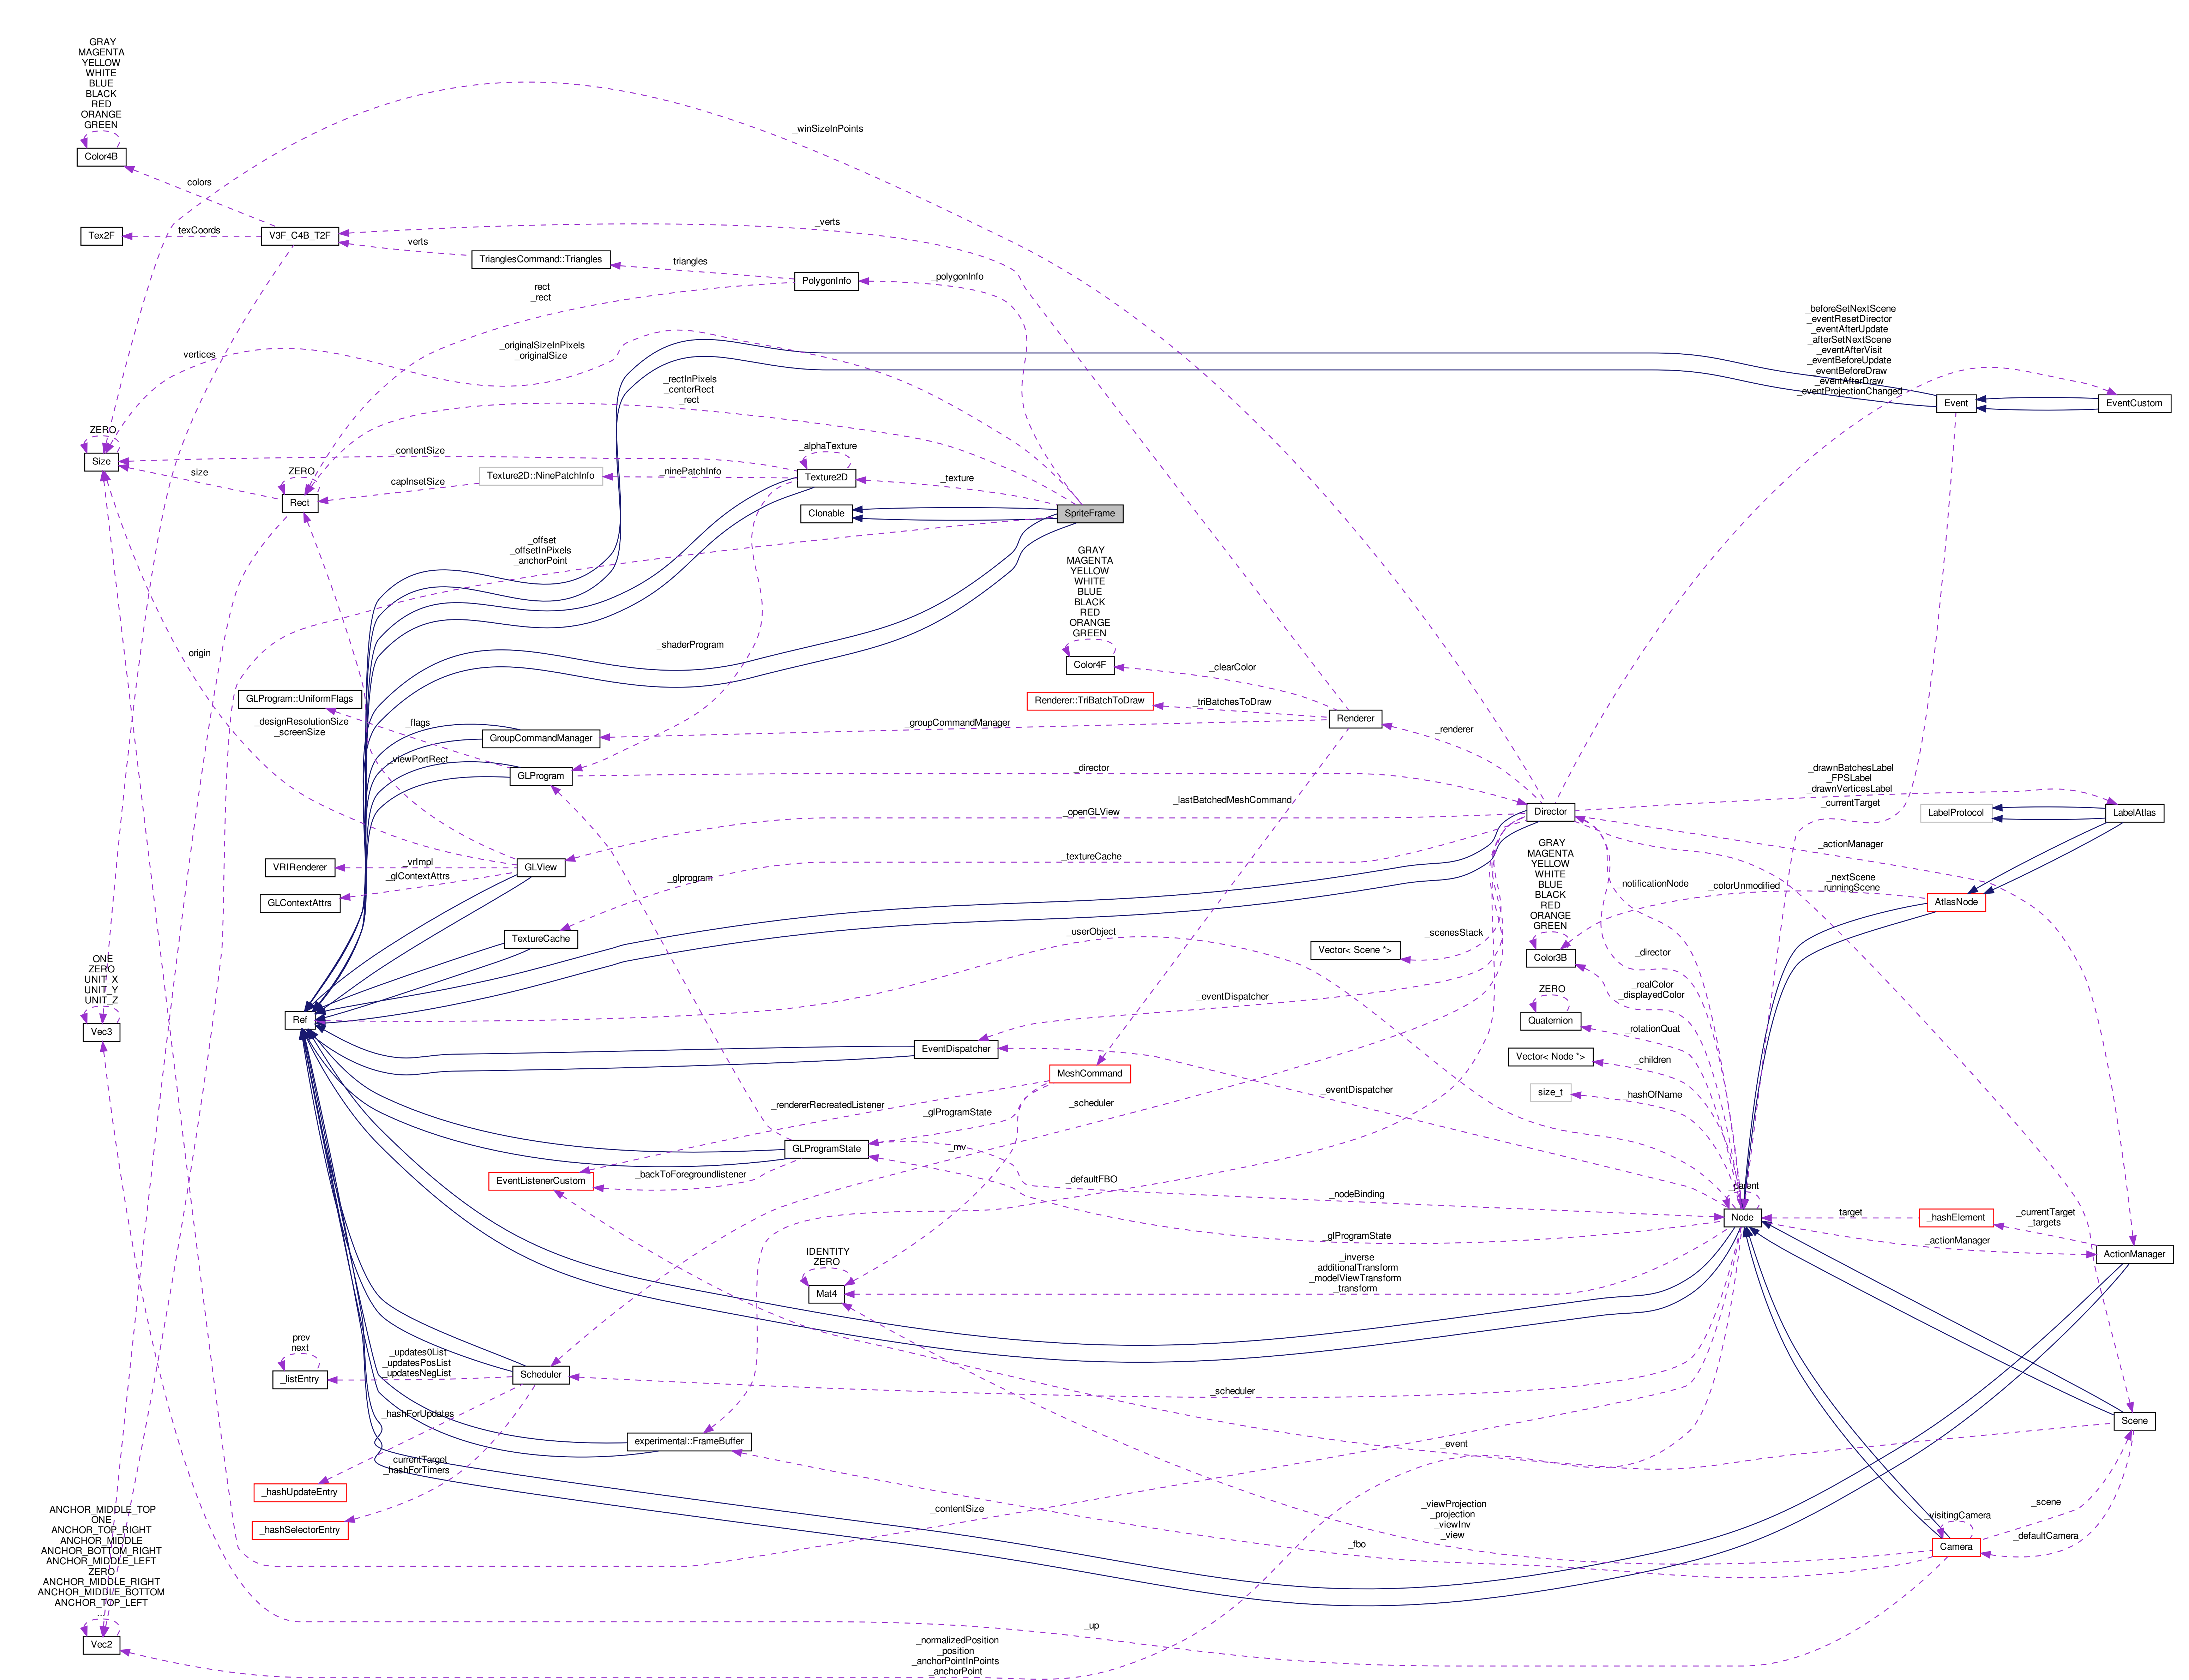 GRAY
MAGENTA
YELLOW
WHITE
BLUE
BLACK
RED
ORANGE
GREEN
Color4B
_winSizeInPoints
colors
Tex2F
texCoords
V3F_C4B_T2F
_verts
verts
TrianglesCommand::Triangles
triangles
PolygonInfo
_polygonInfo
rect
_rect
vertices
_originalSizeInPixels
_originalSize
_rectInPixels
_centerRect
_rect
_beforeSetNextScene
_eventResetDirector
_eventAfterUpdate
_afterSetNextScene
_eventAfterVisit
_eventBeforeUpdate
_eventBeforeDraw
_eventAfterDraw
_eventProjectionChanged
Event
EventCustom
ZERO
Size
_contentSize
_alphaTexture
size
ZERO
Rect
capInsetSize
Texture2D::NinePatchInfo
_ninePatchInfo
Texture2D
_texture
Clonable
SpriteFrame
_offset
_offsetInPixels
_anchorPoint
GRAY
MAGENTA
YELLOW
WHITE
BLUE
BLACK
RED
ORANGE
GREEN
Color4F
origin
_shaderProgram
_clearColor
GLProgram::UniformFlags
Renderer::TriBatchToDraw
_triBatchesToDraw
Renderer
_designResolutionSize
_screenSize
_flags
_groupCommandManager
GroupCommandManager
_renderer
_viewPortRect
GLProgram
_director
_drawnBatchesLabel
_FPSLabel
_drawnVerticesLabel
_currentTarget
_lastBatchedMeshCommand
_openGLView
Director
LabelProtocol
LabelAtlas
GRAY
MAGENTA
YELLOW
WHITE
BLUE
BLACK
RED
ORANGE
GREEN
Color3B
_actionManager
_textureCache
VRIRenderer
_vrImpl
GLView
_glContextAttrs
GLContextAttrs
_glprogram
_notificationNode
_colorUnmodified
_nextScene
_runningScene
AtlasNode
TextureCache
_userObject
Vector< Scene *>
_scenesStack
_director
ONE
ZERO
UNIT_X
UNIT_Y
UNIT_Z
Vec3
Ref
_eventDispatcher
_realColor
_displayedColor
ZERO
Quaternion
_rotationQuat
EventDispatcher
Vector< Node *>
_children
MeshCommand
_eventDispatcher
size_t
_hashOfName
_rendererRecreatedListener
_glProgramState
_scheduler
GLProgramState
_mv
EventListenerCustom
_backToForegroundlistener
_defaultFBO
_nodeBinding
_parent
Node
target
_hashElement
_currentTarget
_targets
_glProgramState
_actionManager
ActionManager
IDENTITY
ZERO
Mat4
_inverse
_additionalTransform
_modelViewTransform
_transform
prev
next
_listEntry
_updates0List
_updatesPosList
_updatesNegList
Scheduler
_scheduler
_hashForUpdates
experimental::FrameBuffer
Scene
_event
_currentTarget
_hashForTimers
_hashUpdateEntry
_hashSelectorEntry
_contentSize
_viewProjection
_projection
_viewInv
_view
_scene
_visitingCamera
_fbo
_defaultCamera
Camera
ANCHOR_MIDDLE_TOP
ONE
ANCHOR_TOP_RIGHT
ANCHOR_MIDDLE
ANCHOR_BOTTOM_RIGHT
ANCHOR_MIDDLE_LEFT
ZERO
ANCHOR_MIDDLE_RIGHT
ANCHOR_MIDDLE_BOTTOM
ANCHOR_TOP_LEFT
...
Vec2
_up
_normalizedPosition
_position
_anchorPointInPoints
_anchorPoint